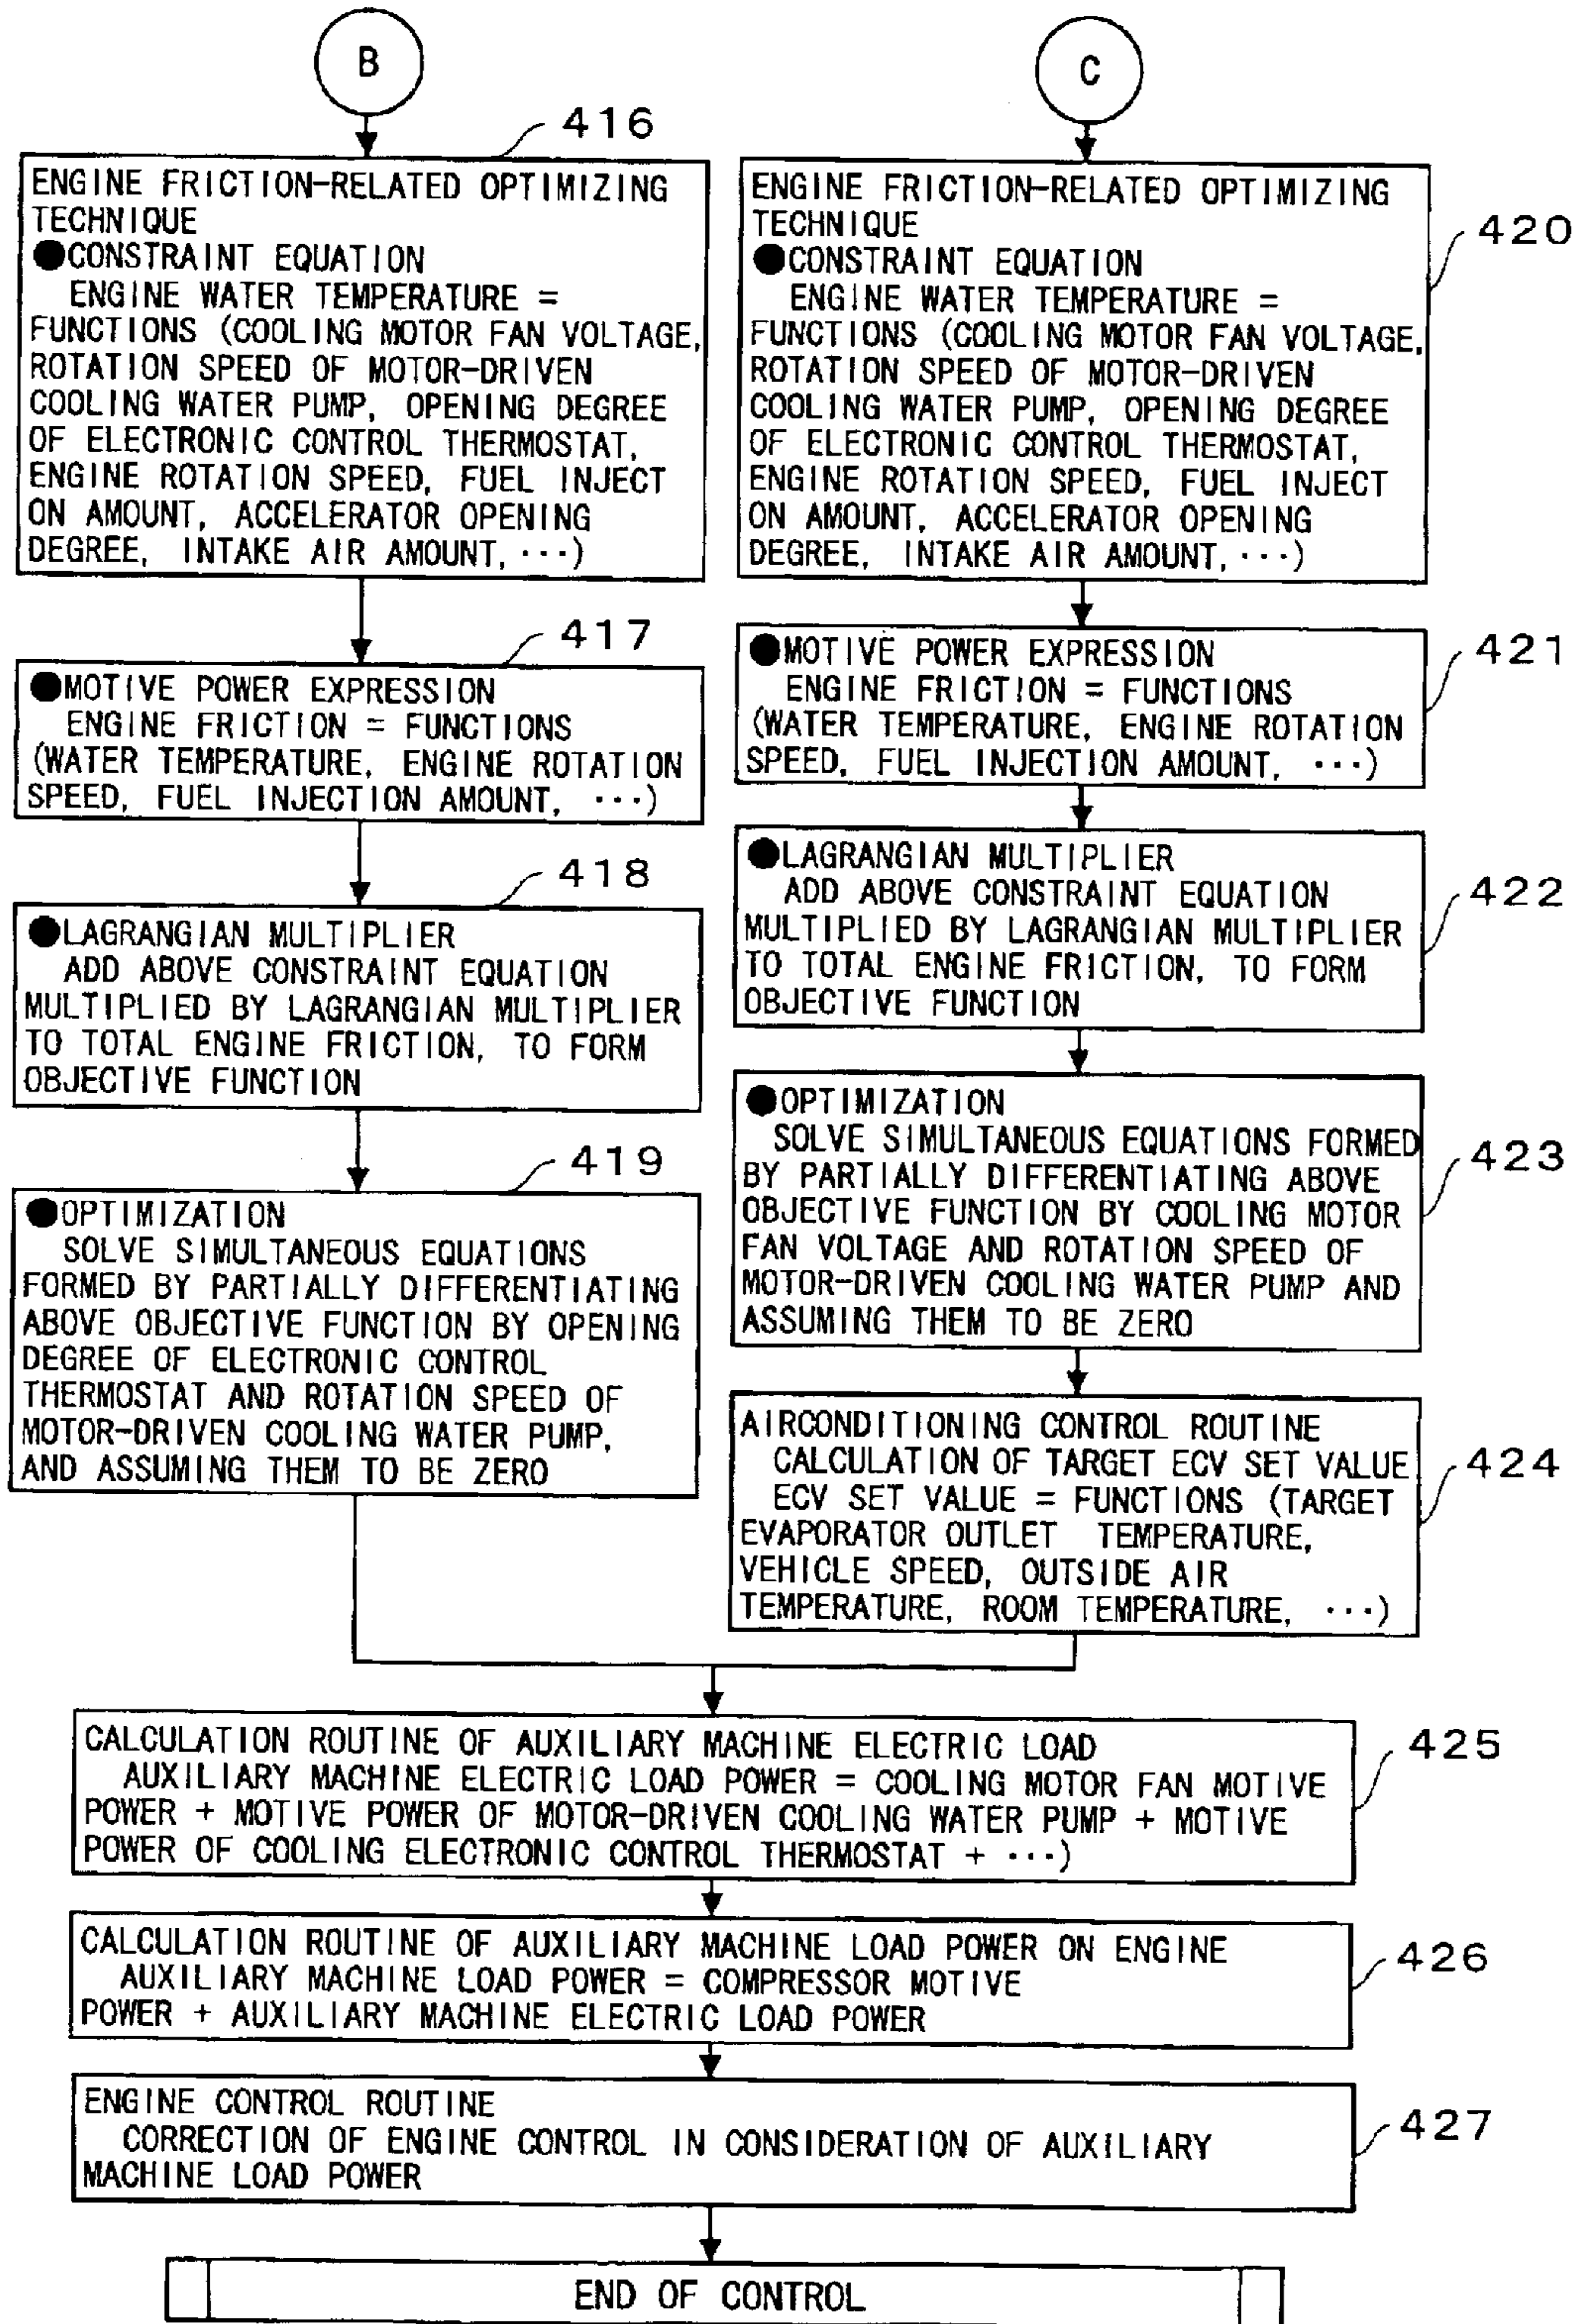 B
416
ENGINE FRICTION-RELATED OPTIMIZING
TECHNIQUE
●CONSTRAINT EQUATION
ENGINE WATER TEMPERATURE =
FUNCTIONS (COOLING MOTOR FAN VOLTAGE,
ROTATION SPEED OF MOTOR-DRIVEN
COOLING WATER PUMP, OPENING DEGREE
OF ELECTRONIC CONTROL THERMOSTAT,
ENGINE ROTATION SPEED, FUEL INJECT
ON AMOUNT, ACCELERATOR OPENING
DEGREE, INTAKE AIR AMOUNT, ···)
417
●MOTIVE POWER EXPRESSION
ENGINE FRICTION = FUNCTIONS
(WATER TEMPERATURE, ENGINE ROTATION
SPEED, FUEL INJECTION AMOUNT, ···)
418
●LAGRANGIAN MULTIPLIER
ADD ABOVE CONSTRAINT EQUATION
MULTIPLIED BY LAGRANGIAN MULTIPLIER
TO TOTAL ENGINE FRICTION, TO FORM
OBJECTIVE FUNCTION
419
●OPTIMIZATION
SOLVE SIMULTANEOUS EQUATIONS
FORMED BY PARTIALLY DIFFERENTIATING
ABOVE OBJECTIVE FUNCTION BY OPENING
DEGREE OF ELECTRONIC CONTROL
THERMOSTAT AND ROTATION SPEED OF
MOTOR-DRIVEN COOLING WATER PUMP,
AND ASSUMING THEM TO BE ZERO
C
420
ENGINE FRICTION-RELATED OPTIMIZING
TECHNIQUE
●CONSTRAINT EQUATION
ENGINE WATER TEMPERATURE =
FUNCTIONS (COOLING MOTOR FAN VOLTAGE,
ROTATION SPEED OF MOTOR-DRIVEN
COOLING WATER PUMP, OPENING DEGREE
OF ELECTRONIC CONTROL THERMOSTAT,
ENGINE ROTATION SPEED, FUEL INJECT
ON AMOUNT, ACCELERATOR OPENING
DEGREE, INTAKE AIR AMOUNT, ···)
421
●MOTIVE POWER EXPRESSION
ENGINE FRICTION = FUNCTIONS
(WATER TEMPERATURE, ENGINE ROTATION
SPEED, FUEL INJECTION AMOUNT, ···)
422
●LAGRANGIAN MULTIPLIER
ADD ABOVE CONSTRAINT EQUATION
MULTIPLIED BY LAGRANGIAN MULTIPLIER
TO TOTAL ENGINE FRICTION, TO FORM
OBJECTIVE FUNCTION
423
●OPTIMIZATION
SOLVE SIMULTANEOUS EQUATIONS FORMED
BY PARTIALLY DIFFERENTIATING ABOVE
OBJECTIVE FUNCTION BY COOLING MOTOR
FAN VOLTAGE AND ROTATION SPEED OF
MOTOR-DRIVEN COOLING WATER PUMP AND
ASSUMING THEM TO BE ZERO
424
AIRCONDITIONING CONTROL ROUTINE
CALCULATION OF TARGET ECV SET VALUE
ECV SET VALUE = FUNCTIONS (TARGET
EVAPORATOR OUTLET TEMPERATURE,
VEHICLE SPEED, OUTSIDE AIR
TEMPERATURE, ROOM TEMPERATURE, ···)
425
CALCULATION ROUTINE OF AUXILIARY MACHINE ELECTRIC LOAD
AUXILIARY MACHINE ELECTRIC LOAD POWER = COOLING MOTOR FAN MOTIVE
POWER + MOTIVE POWER OF MOTOR-DRIVEN COOLING WATER PUMP + MOTIVE
POWER OF COOLING ELECTRONIC CONTROL THERMOSTAT + ···)
426
CALCULATION ROUTINE OF AUXILIARY MACHINE LOAD POWER ON ENGINE
AUXILIARY MACHINE LOAD POWER = COMPRESSOR MOTIVE
POWER + AUXILIARY MACHINE ELECTRIC LOAD POWER
427
ENGINE CONTROL ROUTINE
CORRECTION OF ENGINE CONTROL IN CONSIDERATION OF AUXILIARY
MACHINE LOAD POWER
END OF CONTROL